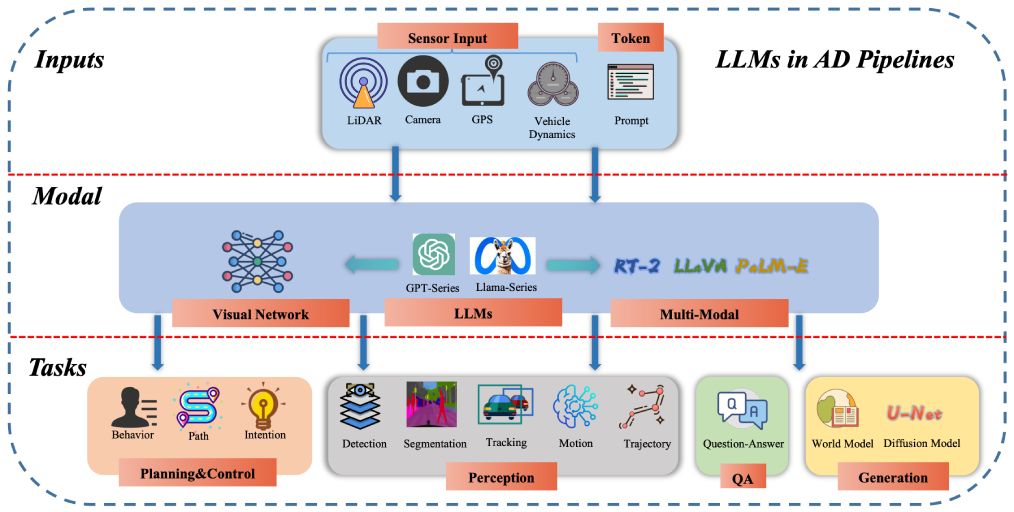 Inputs
Sensor Input
Token
LLMs in AD Pipelines
LiDAR
Camera
GPS
Vehicle
Dynamics
Prompt
Modal
GPT-Series
Llama-Series
RT-2
LLaVA
PaLM-E
Visual Network
LLMs
Multi-Modal
Tasks
Behavior
Path
Intention
Planning&Control
Detection
Segmentation
Tracking
Motion
Trajectory
Perception
Q
A
Question-Answer
QA
U-Net
World Model
Diffusion Model
Generation